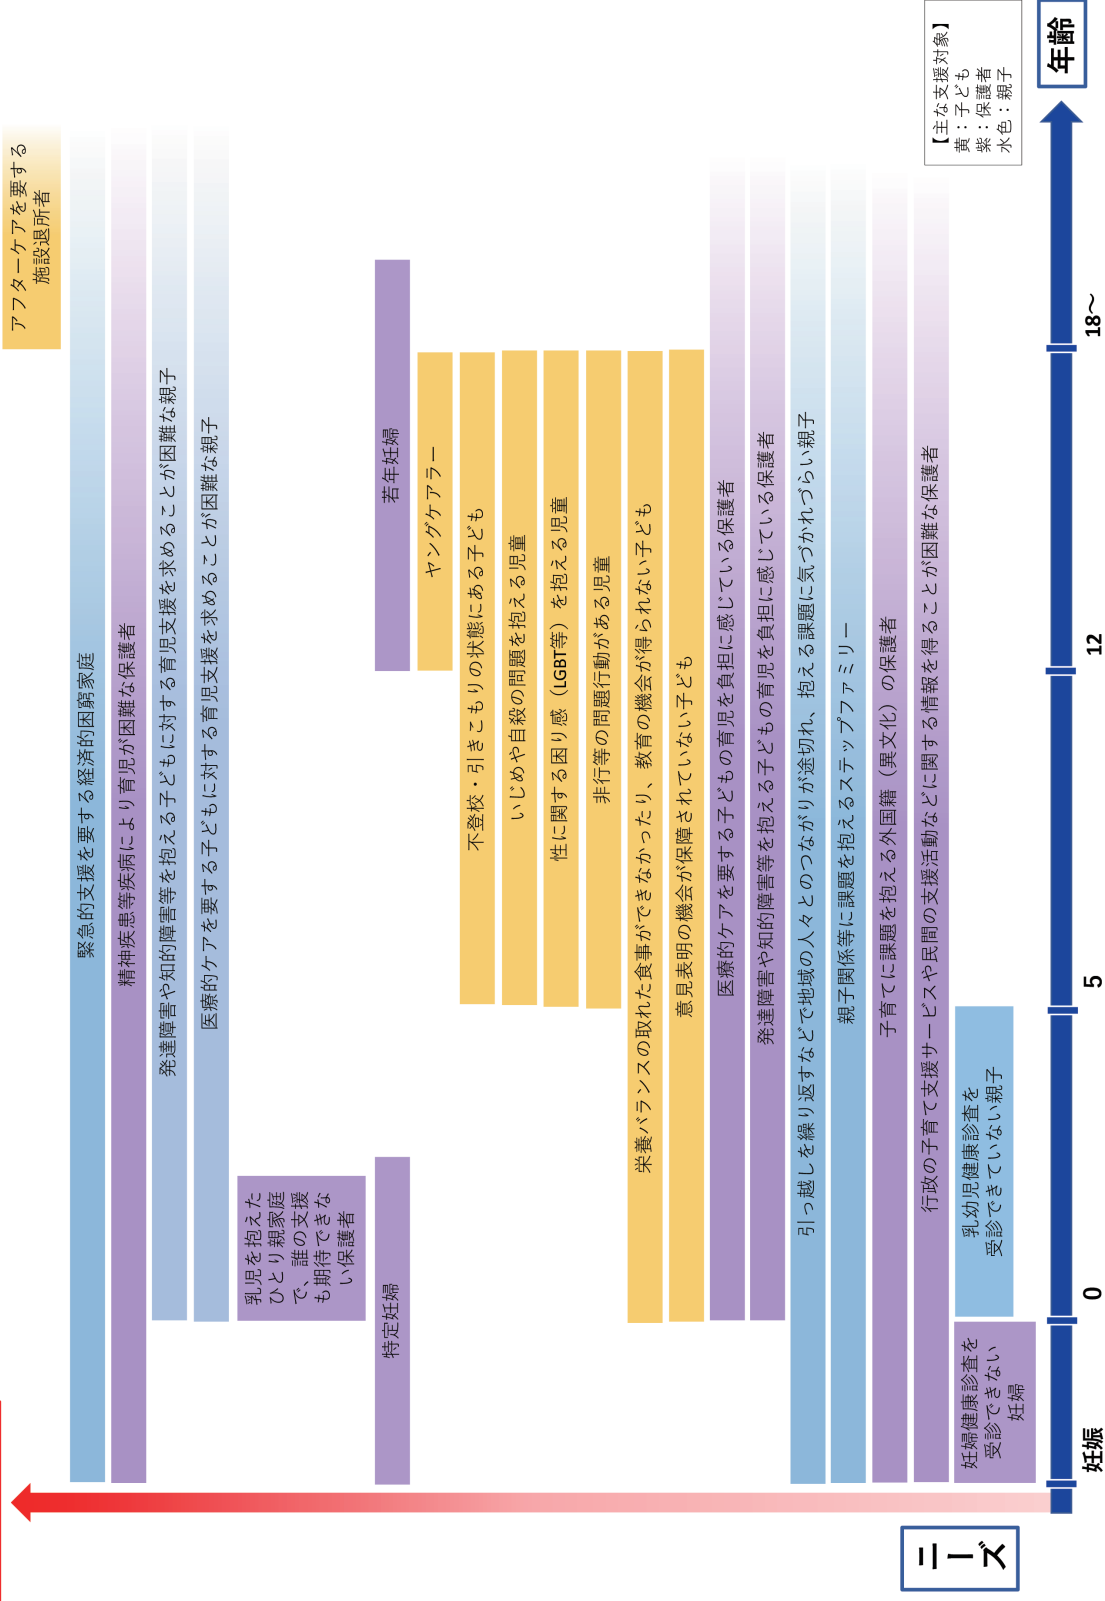 アフターケアを要する
施設退所者
緊急的支援を要する経済的困窮家庭
精神疾患等疾病により育児が困難な保護者
発達障害や知的障害等を抱える子どもに対する育児支援を求めることが困難な親子
医療的ケアを要する子どもに対する育児支援を求めることが困難な親子
乳児を抱えた
ひとり親家庭
で、誰の支援
も期待できな
い保護者
特定妊婦
若年妊婦
ヤングケアラー
不登校・引きこもりの状態にある子ども
いじめや自殺の問題を抱える児童
性に関する困り感（LGBT等）を抱える児童
非行等の問題行動がある児童
栄養バランスの取れた食事ができなかったり、教育の機会が得られない子ども
意見表明の機会が保障されていない子ども
医療的ケアを要する子どもの育児を負担に感じている保護者
発達障害や知的障害等を抱える子どもの育児を負担に感じている保護者
引っ越しを繰り返すなどで地域の人々とのつながりが途切れ、抱える課題に気づかれづらい親子
親子関係等に課題を抱えるステップファミリー
子育てに課題を抱える外国籍（異文化）の保護者
行政の子育て支援サービスや民間の支援活動などに関する情報を得ることが困難な保護者
妊婦健康診査を
受診できない
妊婦
乳幼児健康診査を
受診できていない親子
【主な支援対象】
黄：子ども
紫：保護者
水色：親子
ニーズ
年齢
妊娠
0
5
12
18～